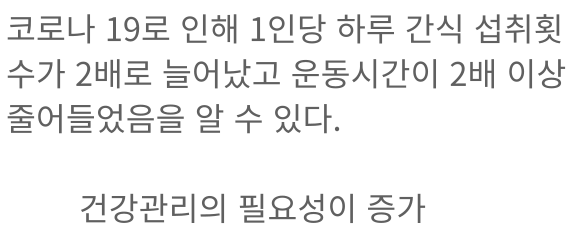 코로나 19로 인해 1인당 하루 간식 섭취횟
수가 2배로 늘어났고 운동시간이 2배 이상
줄어들었음을 알 수 있다.
건강관리의 필요성이 증가